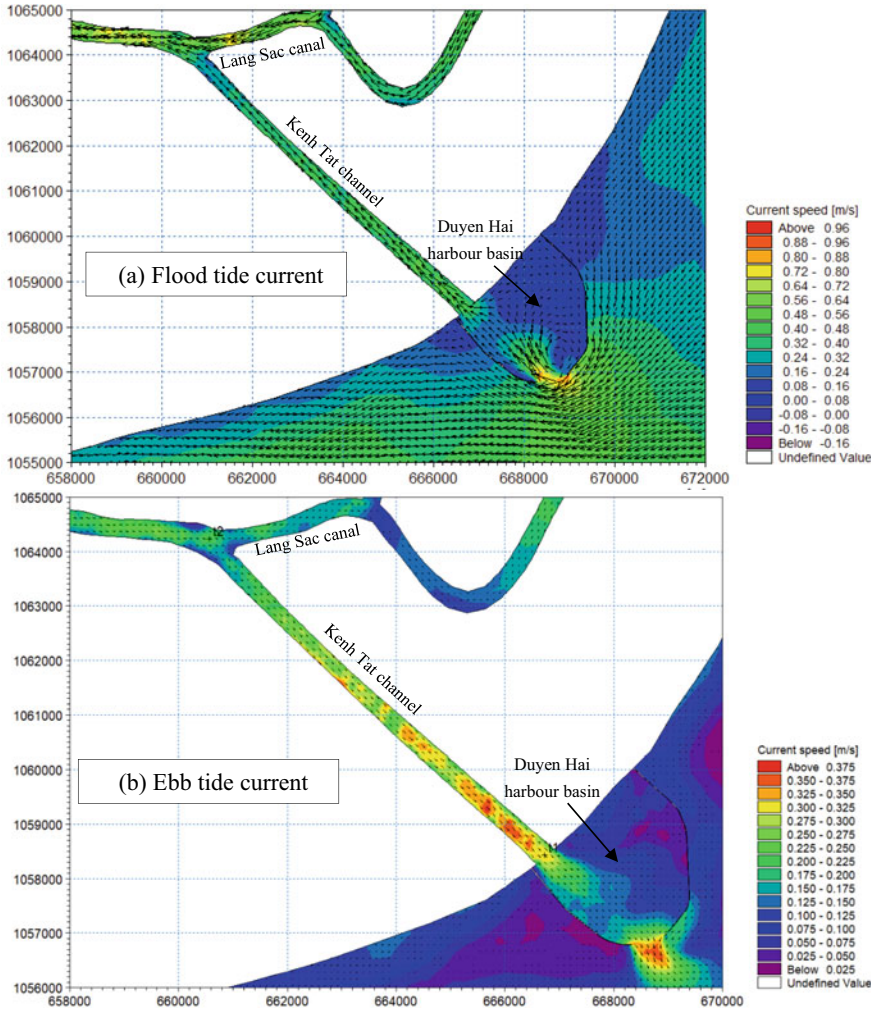 1065000
1064000
1063000
1062000
1061000
1060000
1059000
1058000
1057000
1056000
1055000
658000 660000 662000 664000 666000 668000 670000 672000
Lang Sac canal
Kenh Tat channel
Duyen Hai
harbour basin
(a) Flood tide current
Current speed [m/s]
Above 0.96
0.88 - 0.96
0.80 - 0.88
0.72 - 0.80
0.64 - 0.72
0.56 - 0.64
0.48 - 0.56
0.40 - 0.48
0.32 - 0.40
0.24 - 0.32
0.16 - 0.24
0.08 - 0.16
0.00 - 0.08
-0.08 - 0.00
-0.16 - -0.08
Below -0.16
Undefined Value
1065000
1064000
1063000
1062000
1061000
1060000
1059000
1058000
1057000
1056000
658000 660000 662000 664000 666000 668000 670000
t2
Lang Sac canal
Kenh Tat channel
Duyen Hai
harbour basin
(b) Ebb tide current
Current speed [m/s]
Above 0.375
0.350 - 0.375
0.325 - 0.350
0.300 - 0.325
0.275 - 0.300
0.250 - 0.275
0.225 - 0.250
0.200 - 0.225
0.175 - 0.200
0.150 - 0.175
0.125 - 0.150
0.100 - 0.125
0.075 - 0.100
0.050 - 0.075
0.025 - 0.050
Below 0.025
Undefined Value